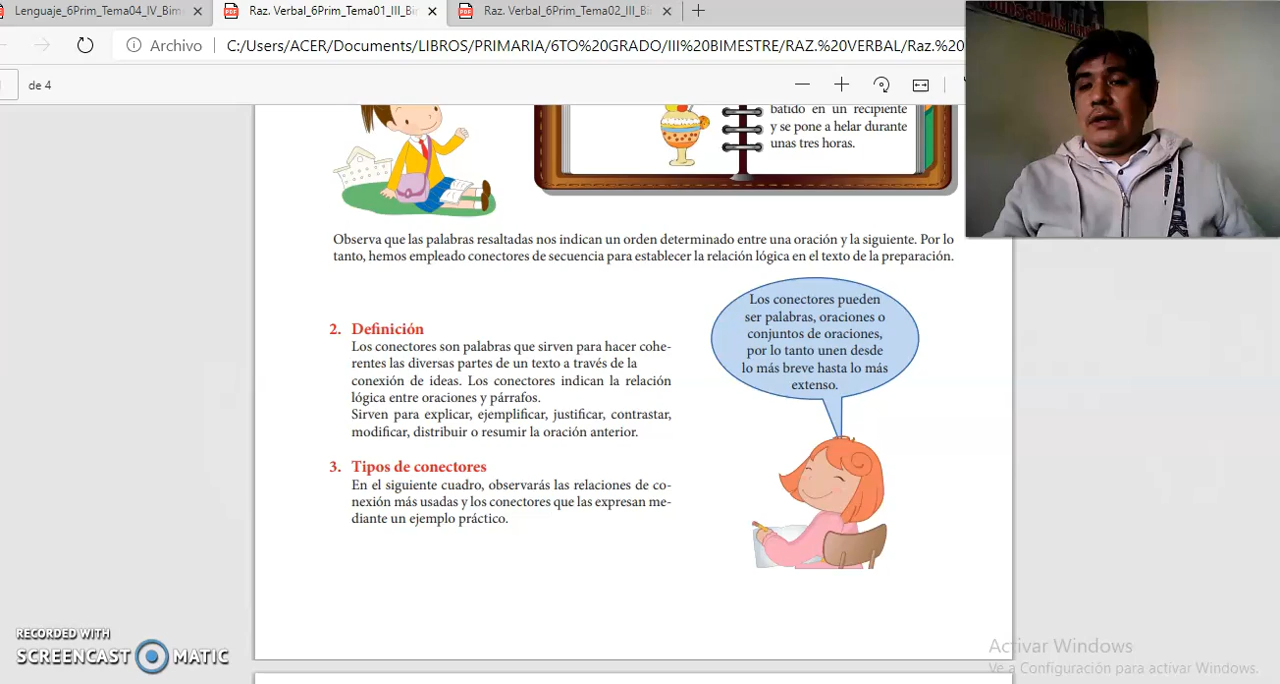 Lenguaje_6Prim_Tema04_IV_Bim
Raz. Verbal_6Prim_Tema01_III_Bi
Raz. Verbal_6Prim_Tema02_III_Bi
Archivo
C:/Users/ACER/Documents/LIBROS/PRIMARIA/6TO%20GRADO/III%20BIMESTRE/RAZ.%20VERBAL/Raz.%20
de 4
batido en un recipiente
y se pone a helar durante
unas tres horas.
Observa que las palabras resaltadas nos indican un orden determinado entre una oración y la siguiente. Por lo
tanto, hemos empleado conectores de secuencia para establecer la relación lógica en el texto de la preparación.
Los conectores pueden
ser palabras, oraciones o
conjuntos de oraciones,
por lo tanto unen desde
lo más breve hasta lo más
extenso.
2. Definición
Los conectores son palabras que sirven para hacer cohe-
rentes las diversas partes de un texto a través de la
conexión de ideas. Los conectores indican la relación
lógica entre oraciones y párrafos.
Sirven para explicar, ejemplificar, justificar, contrastar,
modificar, distribuir o resumir la oración anterior.
3. Tipos de conectores
En el siguiente cuadro, observarás las relaciones de co-
nexión más usadas y los conectores que las expresan me-
diante un ejemplo práctico.
RECORDED WITH
SCREENCAST MATIC
Activar Windows
Ve a Configuración para activar Windows.